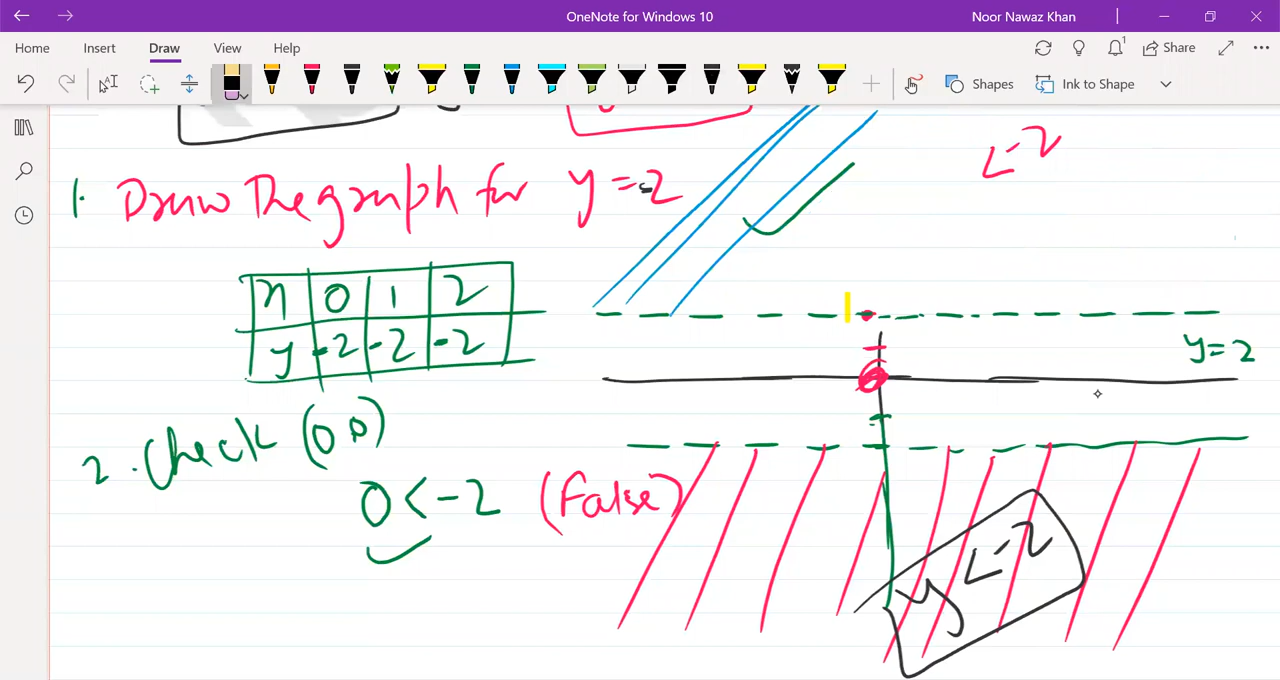 OneNote for Windows 10
Noor Nawaz Khan
Home Insert Draw View Help
Share
Shapes
Ink to Shape
<-2
1. Draw The graph for y=-2
x 0 1 2
y -2 -2 -2
y=2
2. Check (0,0)
0<-2 (False)
y<-2